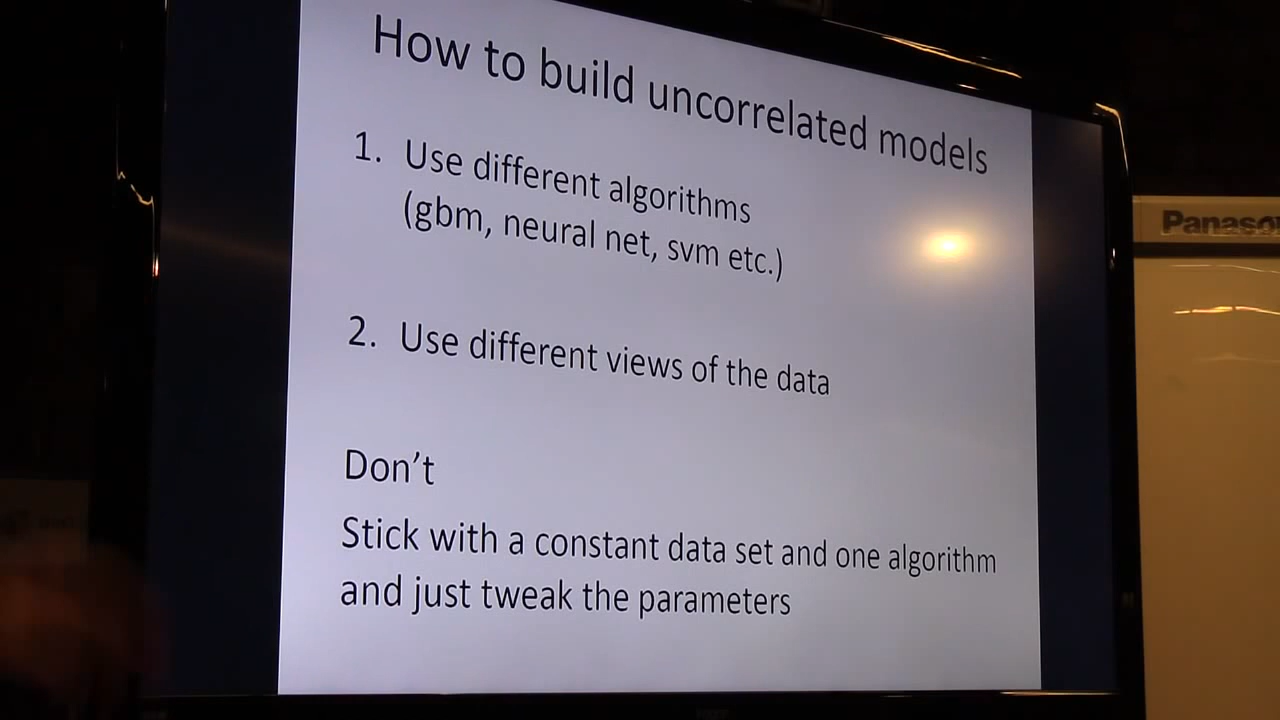 How to build uncorrelated models
1. Use different algorithms
(gbm, neural net, svm etc.)
2. Use different views of the data
Don't
Stick with a constant data set and one algorithm
and just tweak the parameters
Panaso